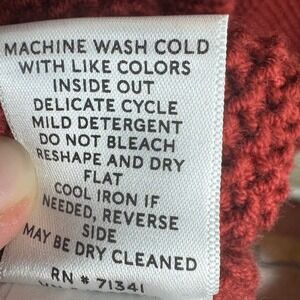 MACHINE WASH COLD
WITH LIKE COLORS
INSIDE OUT
DELICATE CYCLE
MILD DETERGENT
DO NOT BLEACH
RESHAPE AND DRY
FLAT
COOL IRON IF
NEEDED, REVERSE
SIDE
MAY BE DRY CLEANED
RN # 71341